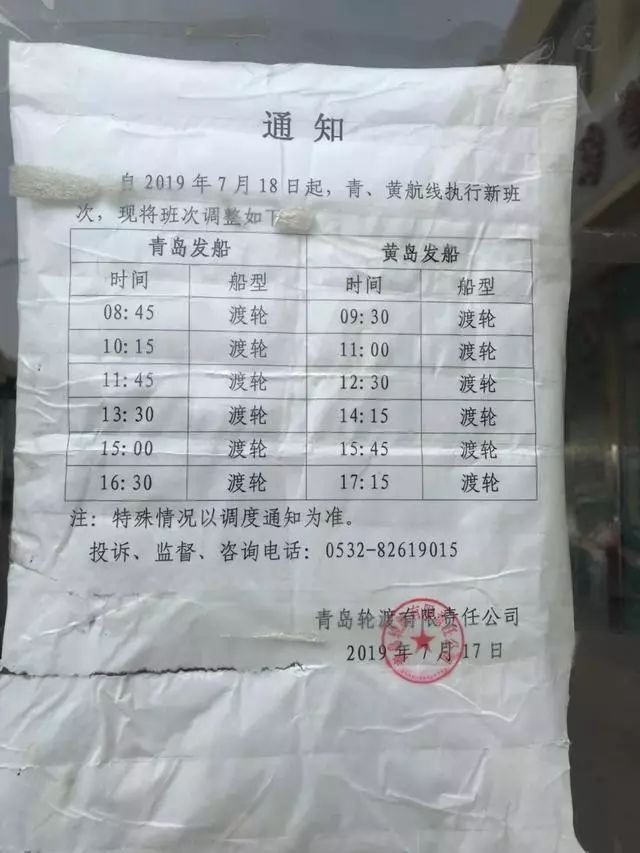 通知
自2019年7月18日起，青、黄航线执行新班
次，现将班次调整如下
青岛发船 黄岛发船
时间 船型 时间 船型
08:45 渡轮 09:30 渡轮
10:15 渡轮 11:00 渡轮
11:45 渡轮 12:30 渡轮
13:30 渡轮 14:15 渡轮
15:00 渡轮 15:45 渡轮
16:30 渡轮 17:15 渡轮
注：特殊情况以调度通知为准。
投诉、监督、咨询电话：0532-82619015
青岛轮渡有限责任公司
2019年7月17日